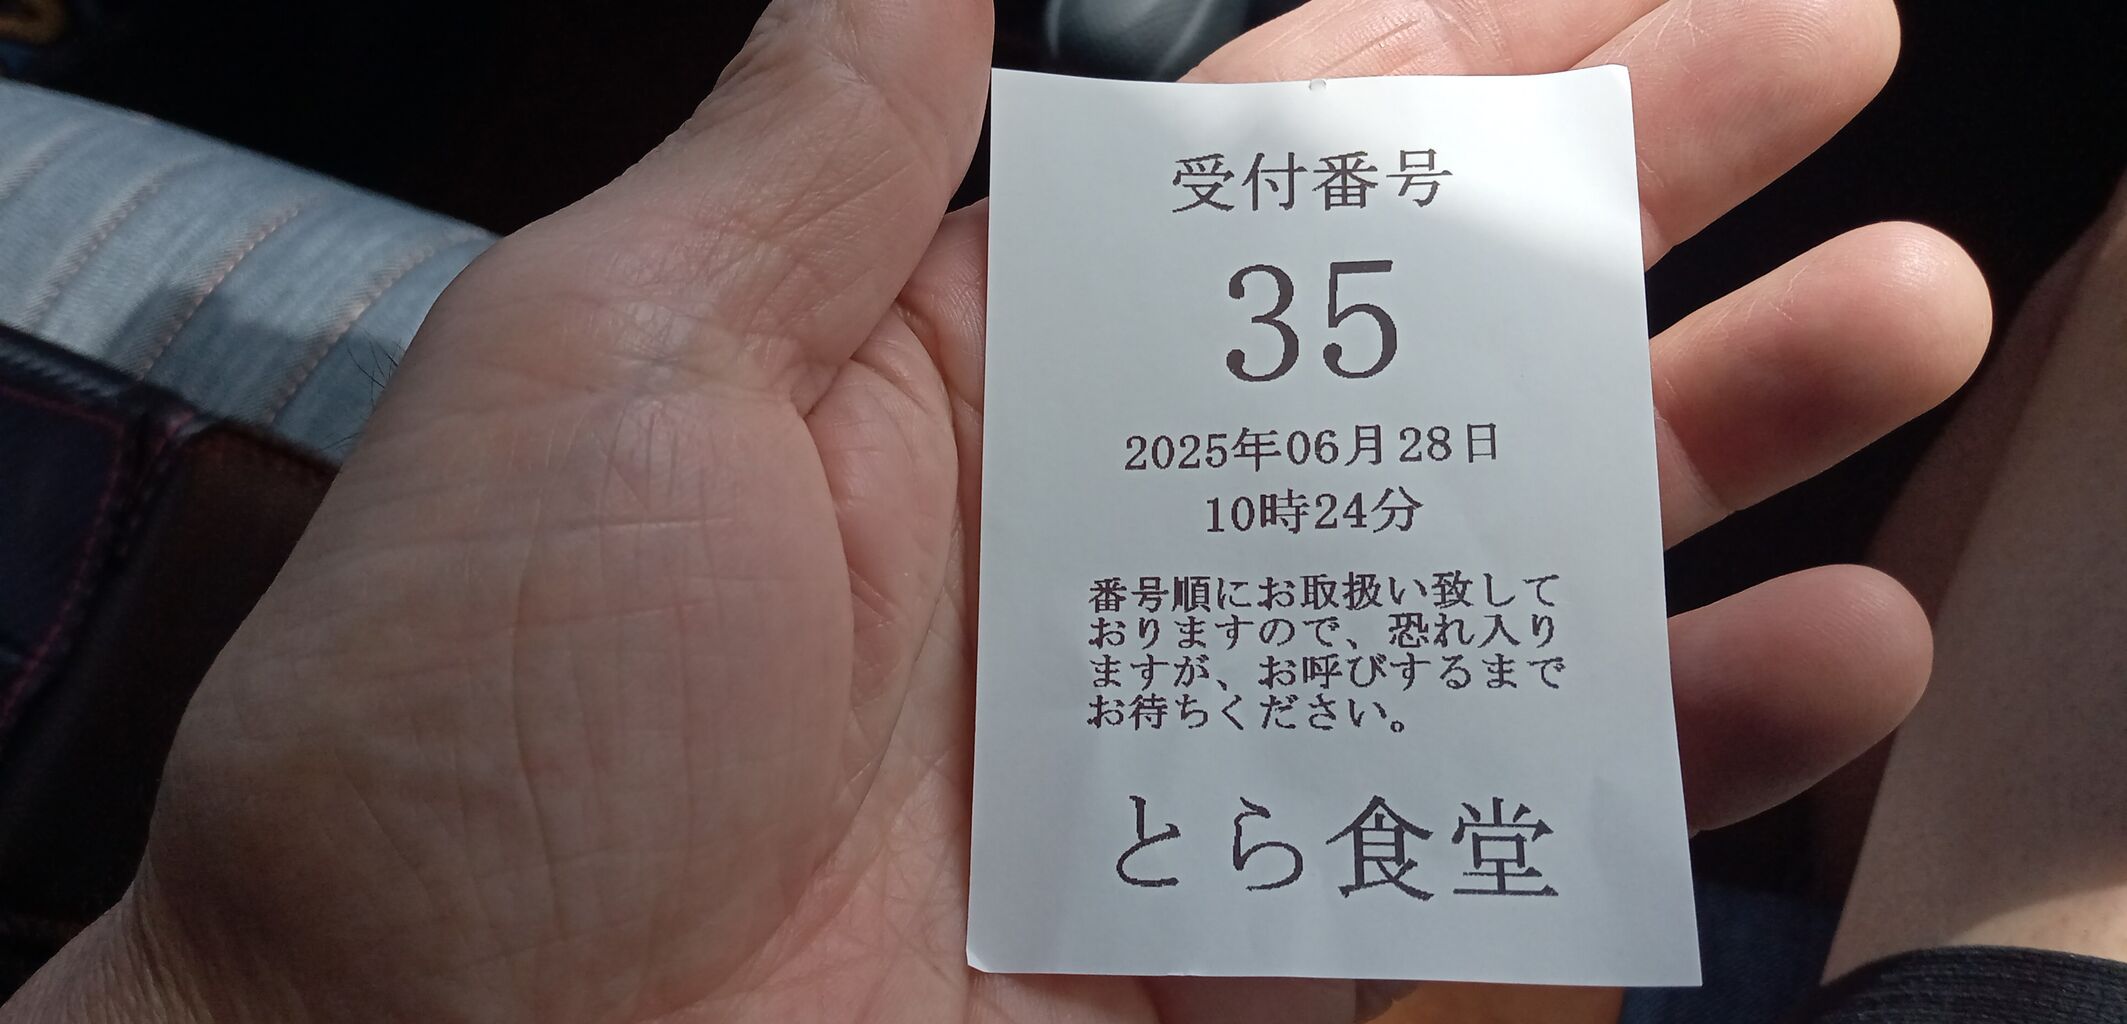 受付番号
35
2025年06月28日
10時24分
番号順にお取扱い致して
おりますので、恐れ入り
ますが、お呼びするまで
お待ちください。
とら食堂